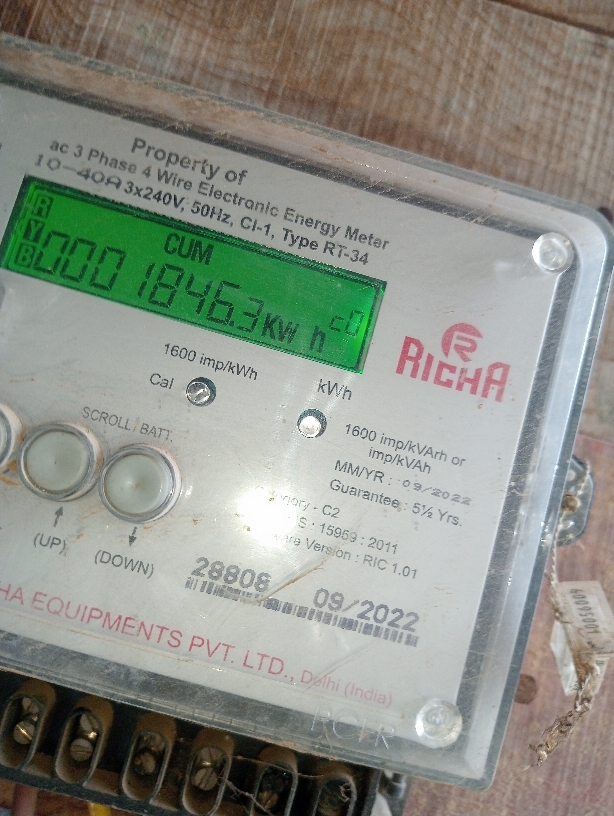 Property of
ac 3 Phase 4 Wire Electronic Energy Meter
10-40A 3x240V, 50Hz, Cl-1, Type RT-34
R
Y
B
CUM
0001846.3 KW h c0
RICHA
1600 imp/kWh
Cal
kWh
SCROLL / BATT.
1600 imp/kVArh or
imp/kVAh
MM/YR : 09/2022
Guarantee : 5½ Yrs.
- C2
: 15959 : 2011
Version : RIC 1.01
(UP)
(DOWN)
28808 09/2022
EQUIPMENTS PVT. LTD., Delhi (India)